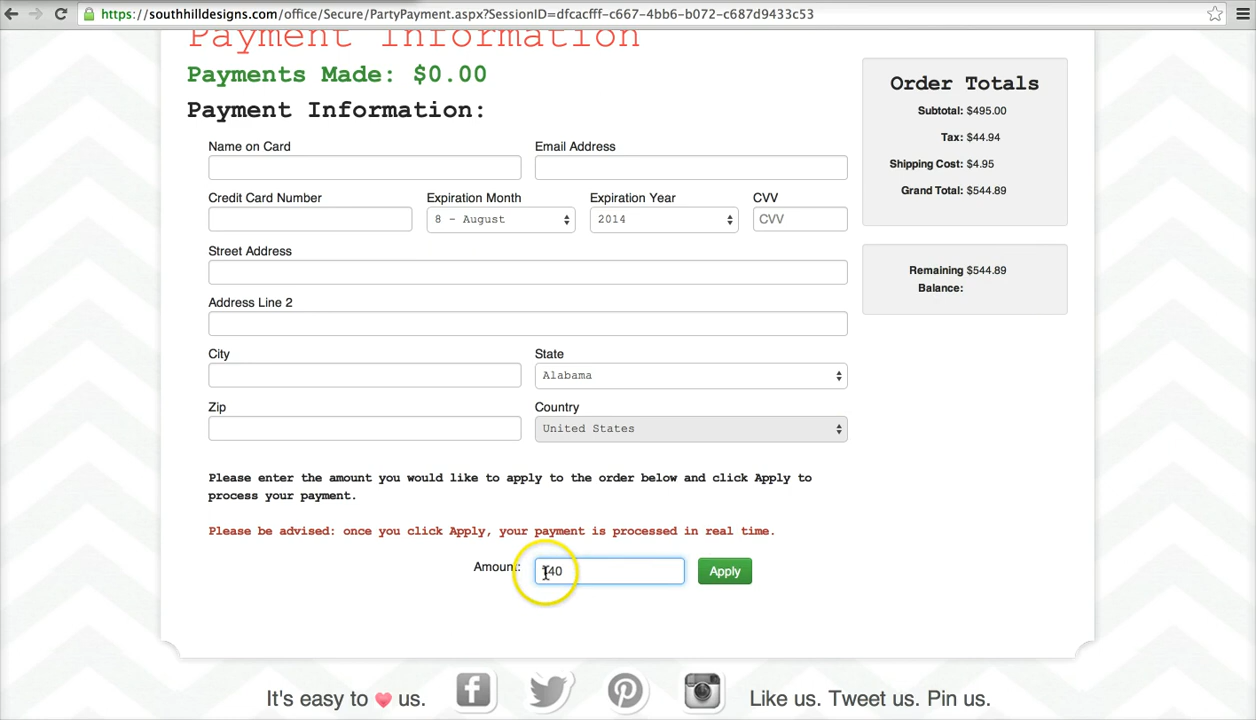 https://southhilldesigns.com/office/Secure/PartyPayment.aspx?SessionID=dfcacfff-c667-4bb6-b072-c687d9433c53
Payment Information
Payments Made: $0.00
Payment Information:
Name on Card
Email Address
Credit Card Number
Expiration Month
Expiration Year
CVV
8 - August
2014
CVV
Street Address
Address Line 2
City
State
Alabama
Zip
Country
United States
Please enter the amount you would like to apply to the order below and click Apply to
process your payment.
Please be advised: once you click Apply, your payment is processed in real time.
Amount:
Apply
Order Totals
Subtotal: $495.00
Tax: $44.94
Shipping Cost: $4.95
Grand Total: $544.89
Remaining $544.89
Balance:
It's easy to us.
Like us. Tweet us. Pin us.